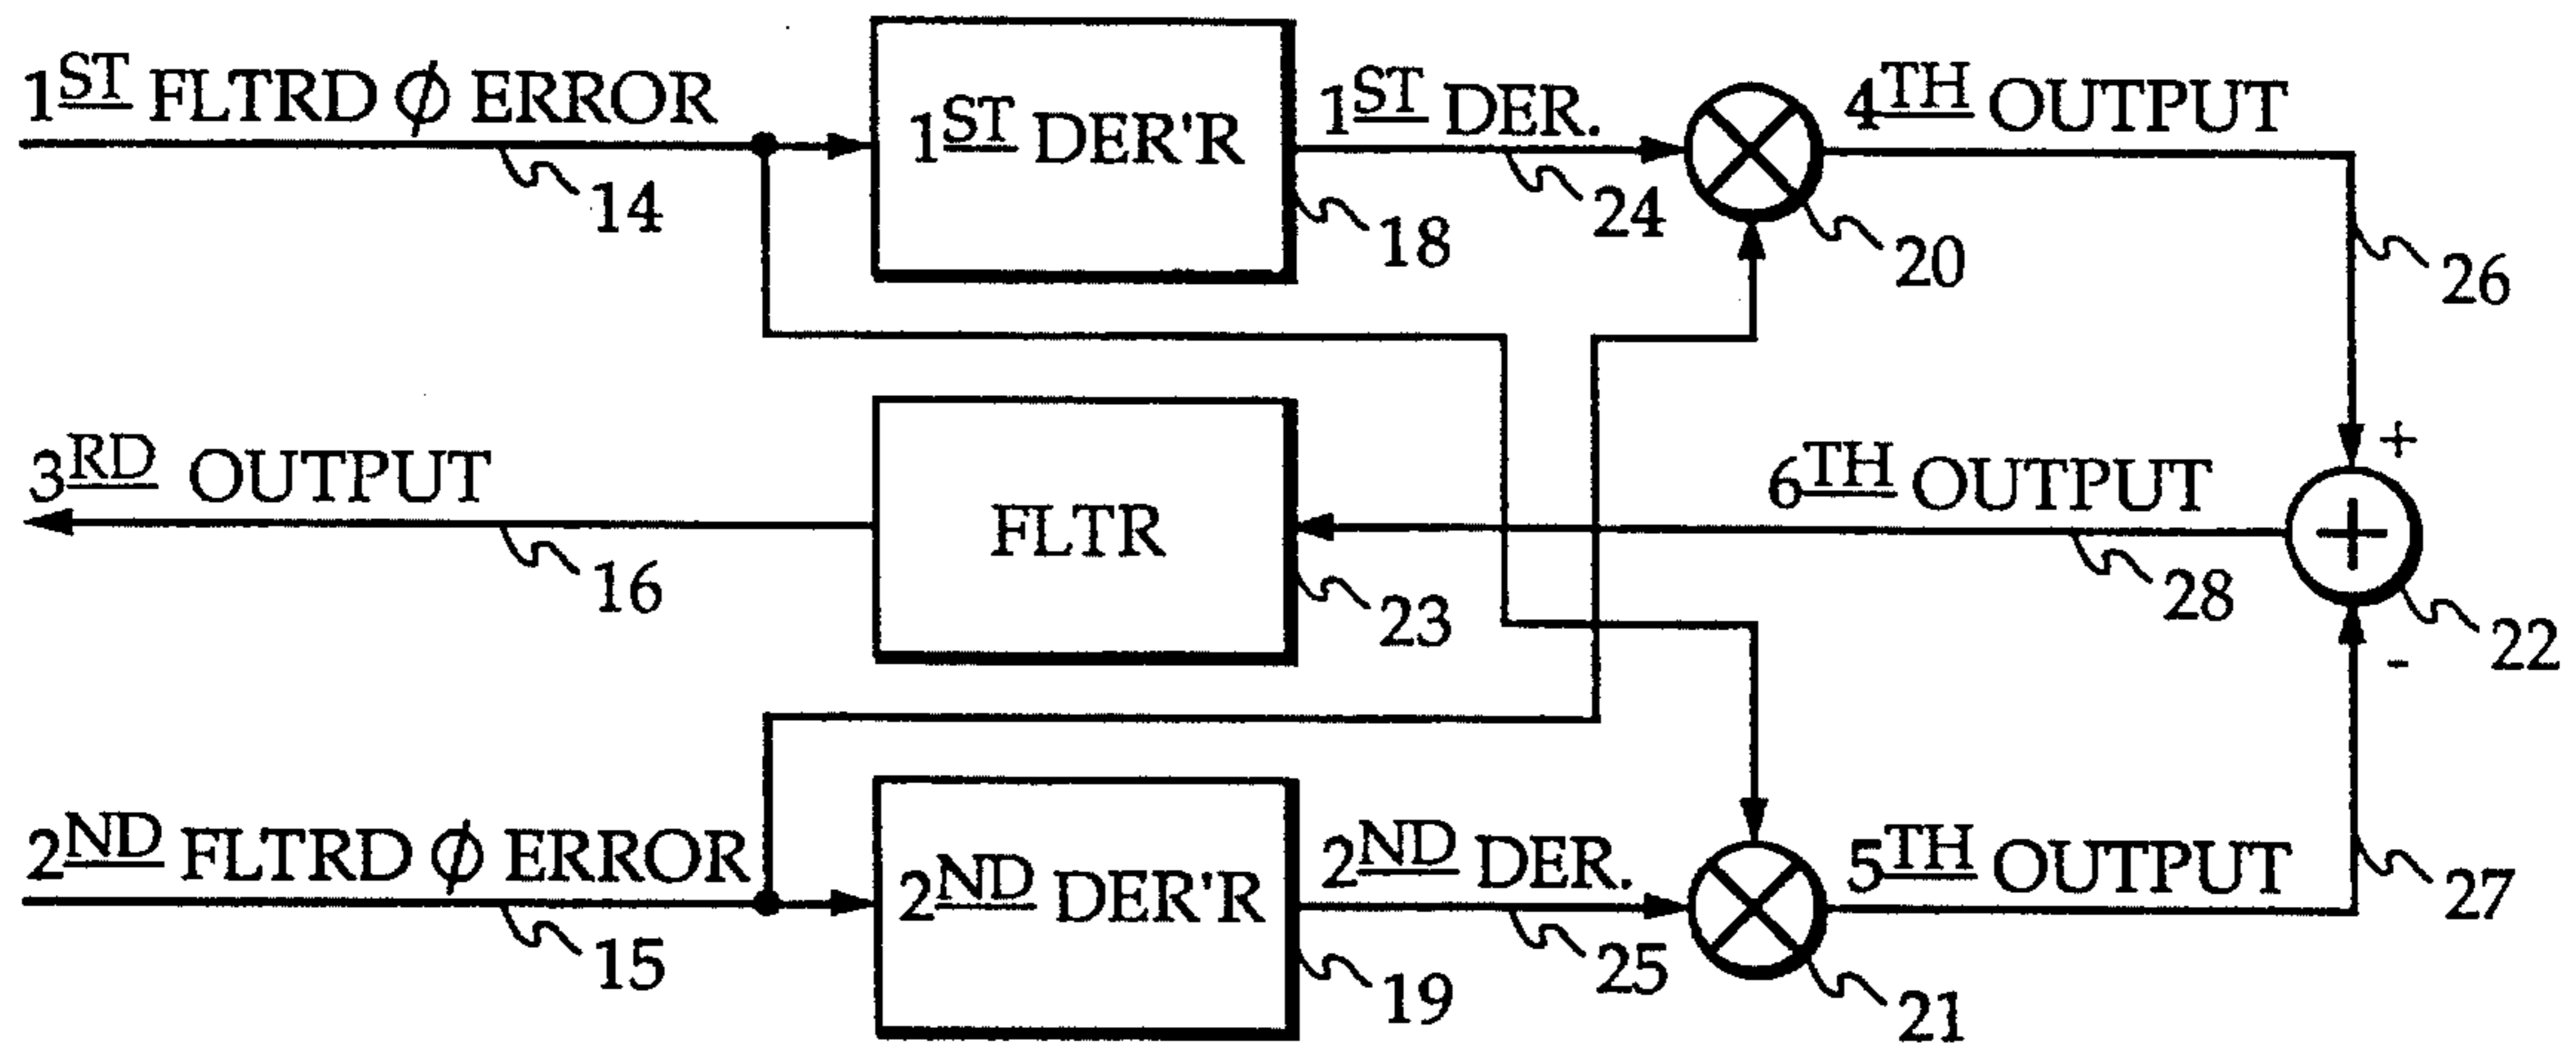 1ST FLTRD ϕ ERROR
14
1ST DER'R
18
1ST DER.
24
20
4TH OUTPUT
26
3RD OUTPUT
16
FLTR
23
6TH OUTPUT
28
+
-
22
2ND FLTRD ϕ ERROR
15
2ND DER'R
19
2ND DER.
25
21
5TH OUTPUT
27